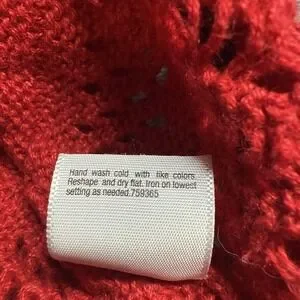 Hand wash cold with like colors.
Reshape and dry flat. Iron on lowest
setting as needed.759365